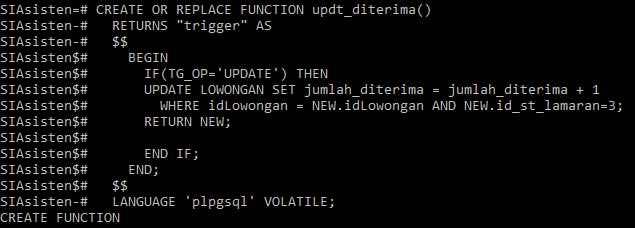 SIAsisten=# CREATE OR REPLACE FUNCTION updt_diterima()
SIAsisten-#   RETURNS "trigger" AS
SIAsisten-#   $$
SIAsisten$#     BEGIN
SIAsisten$#       IF(TG_OP='UPDATE') THEN
SIAsisten$#       UPDATE LOWONGAN SET jumlah_diterima = jumlah_diterima + 1
SIAsisten$#         WHERE idLowongan = NEW.idLowongan AND NEW.id_st_lamaran=3;
SIAsisten$#       RETURN NEW;
SIAsisten$#
SIAsisten$#       END IF;
SIAsisten$#     END;
SIAsisten$#   $$
SIAsisten-#   LANGUAGE 'plpgsql' VOLATILE;
CREATE FUNCTION